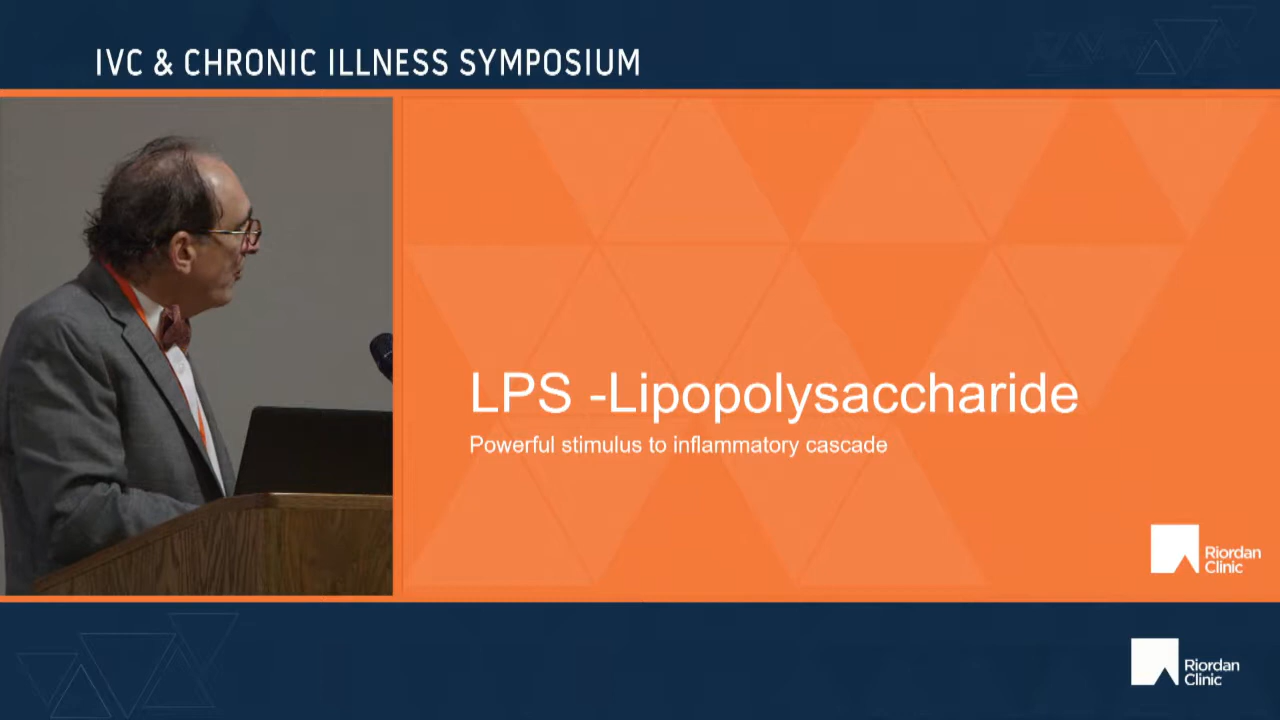 IVC & CHRONIC ILLNESS SYMPOSIUM
LPS -Lipopolysaccharide
Powerful stimulus to inflammatory cascade
Riordan
Clinic
Riordan
Clinic